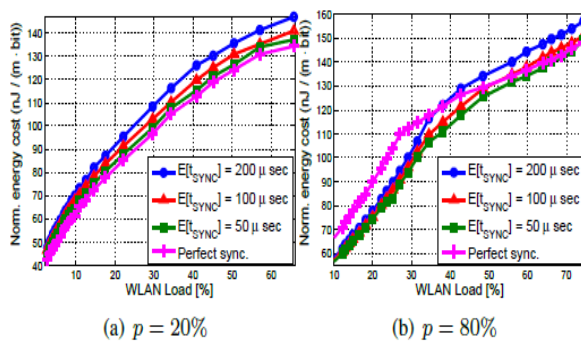 Norm. energy cost (nJ / (m · bit))
140
130
120
110
100
90
80
70
60
50
40
10 20 30 40 50 60
WLAN Load [%]
E[tSYNC] = 200 μ sec
E[tSYNC] = 100 μ sec
E[tSYNC] = 50 μ sec
Perfect sync.
(a) p = 20%
Norm. energy cost (nJ / (m · bit))
160
150
140
130
120
110
100
90
80
70
60
10 20 30 40 50 60 70
WLAN Load [%]
E[tSYNC] = 200 μ sec
E[tSYNC] = 100 μ sec
E[tSYNC] = 50 μ sec
Perfect sync.
(b) p = 80%